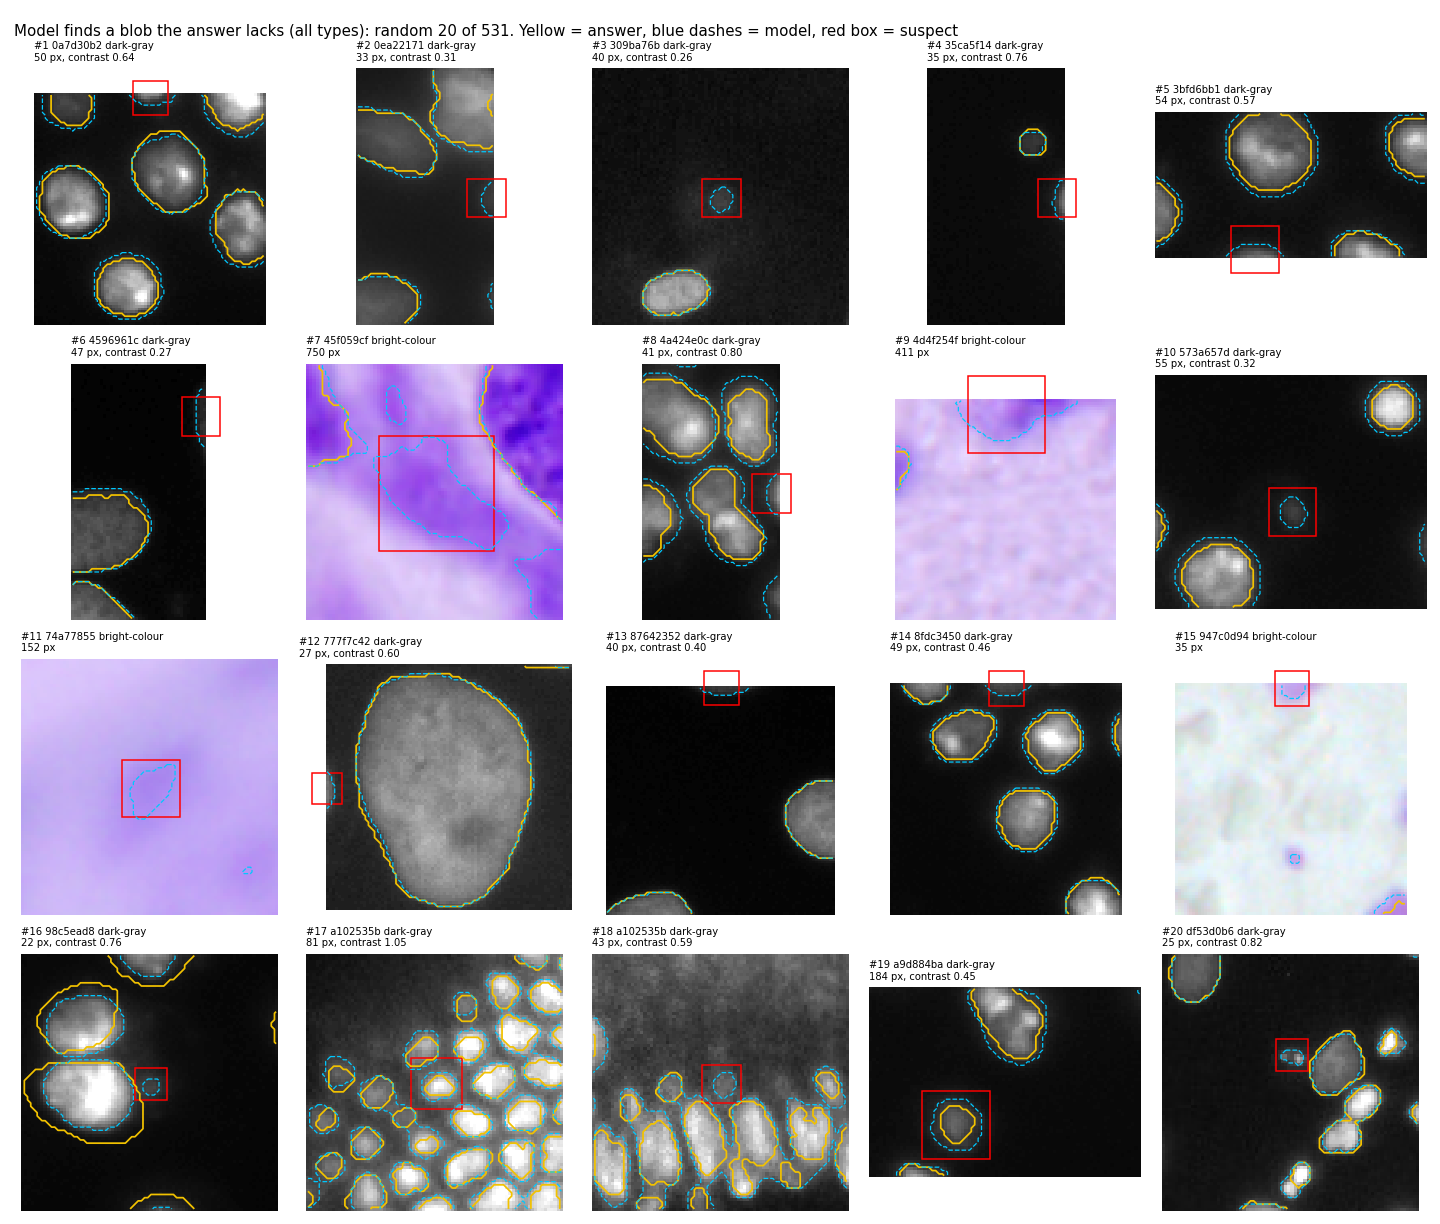 Model finds a blob the answer lacks (all types): random 20 of 531. Yellow = answer, blue dashes = model, red box = suspect
#1 0a7d30b2 dark-gray
50 px, contrast 0.64
#2 0ea22171 dark-gray
33 px, contrast 0.31
#3 309ba76b dark-gray
40 px, contrast 0.26
#4 35ca5f14 dark-gray
35 px, contrast 0.76
#5 3bfd6bb1 dark-gray
54 px, contrast 0.57
#6 4596961c dark-gray
47 px, contrast 0.27
#7 45f059cf bright-colour
750 px
#8 4a424e0c dark-gray
41 px, contrast 0.80
#9 4d4f254f bright-colour
411 px
#10 573a657d dark-gray
55 px, contrast 0.32
#11 74a77855 bright-colour
152 px
#12 777f7c42 dark-gray
27 px, contrast 0.60
#13 87642352 dark-gray
40 px, contrast 0.40
#14 8fdc3450 dark-gray
49 px, contrast 0.46
#15 947c0d94 bright-colour
35 px
#16 98c5ead8 dark-gray
22 px, contrast 0.76
#17 a102535b dark-gray
81 px, contrast 1.05
#18 a102535b dark-gray
43 px, contrast 0.59
#19 a9d884ba dark-gray
184 px, contrast 0.45
#20 df53d0b6 dark-gray
25 px, contrast 0.82